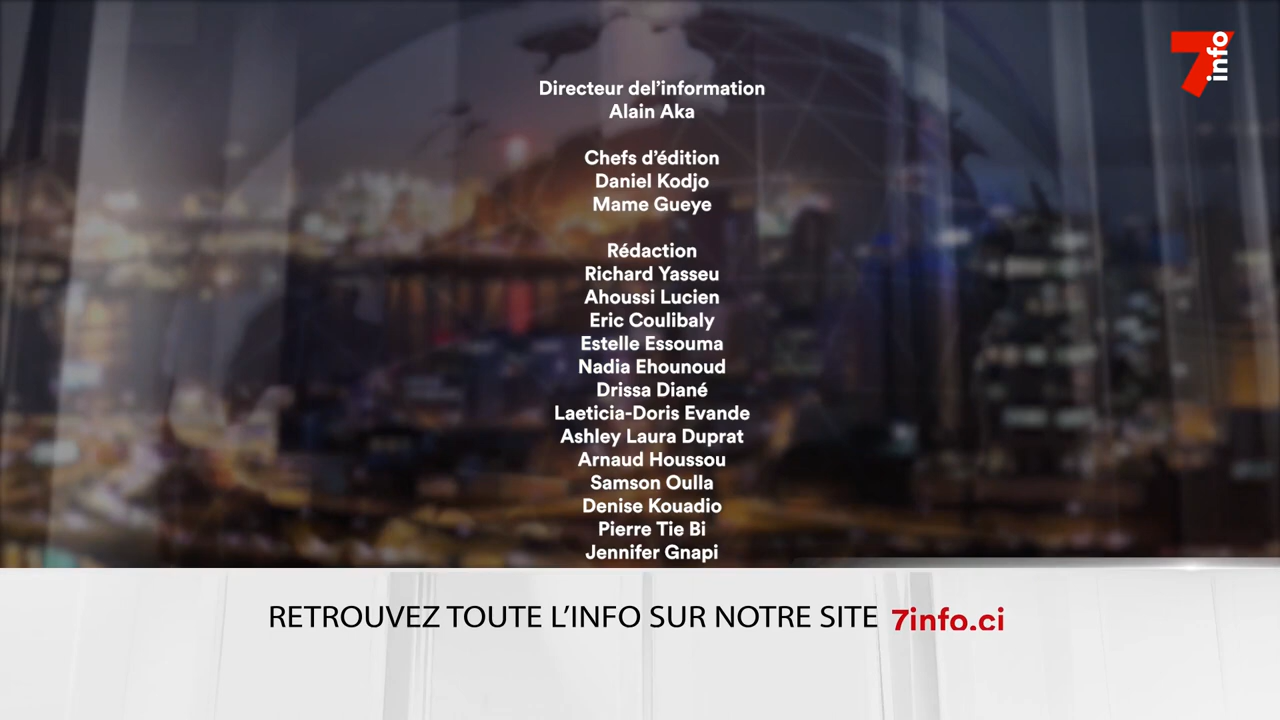 7info
Directeur del’information
Alain Aka
Chefs d’édition
Daniel Kodjo
Mame Gueye
Rédaction
Richard Yasseu
Ahoussi Lucien
Eric Coulibaly
Estelle Essouma
Nadia Ehounoud
Drissa Diané
Laeticia-Doris Evande
Ashley Laura Duprat
Arnaud Houssou
Samson Oulla
Denise Kouadio
Pierre Tie Bi
Jennifer Gnapi
RETROUVEZ TOUTE L’INFO SUR NOTRE SITE 7info.ci